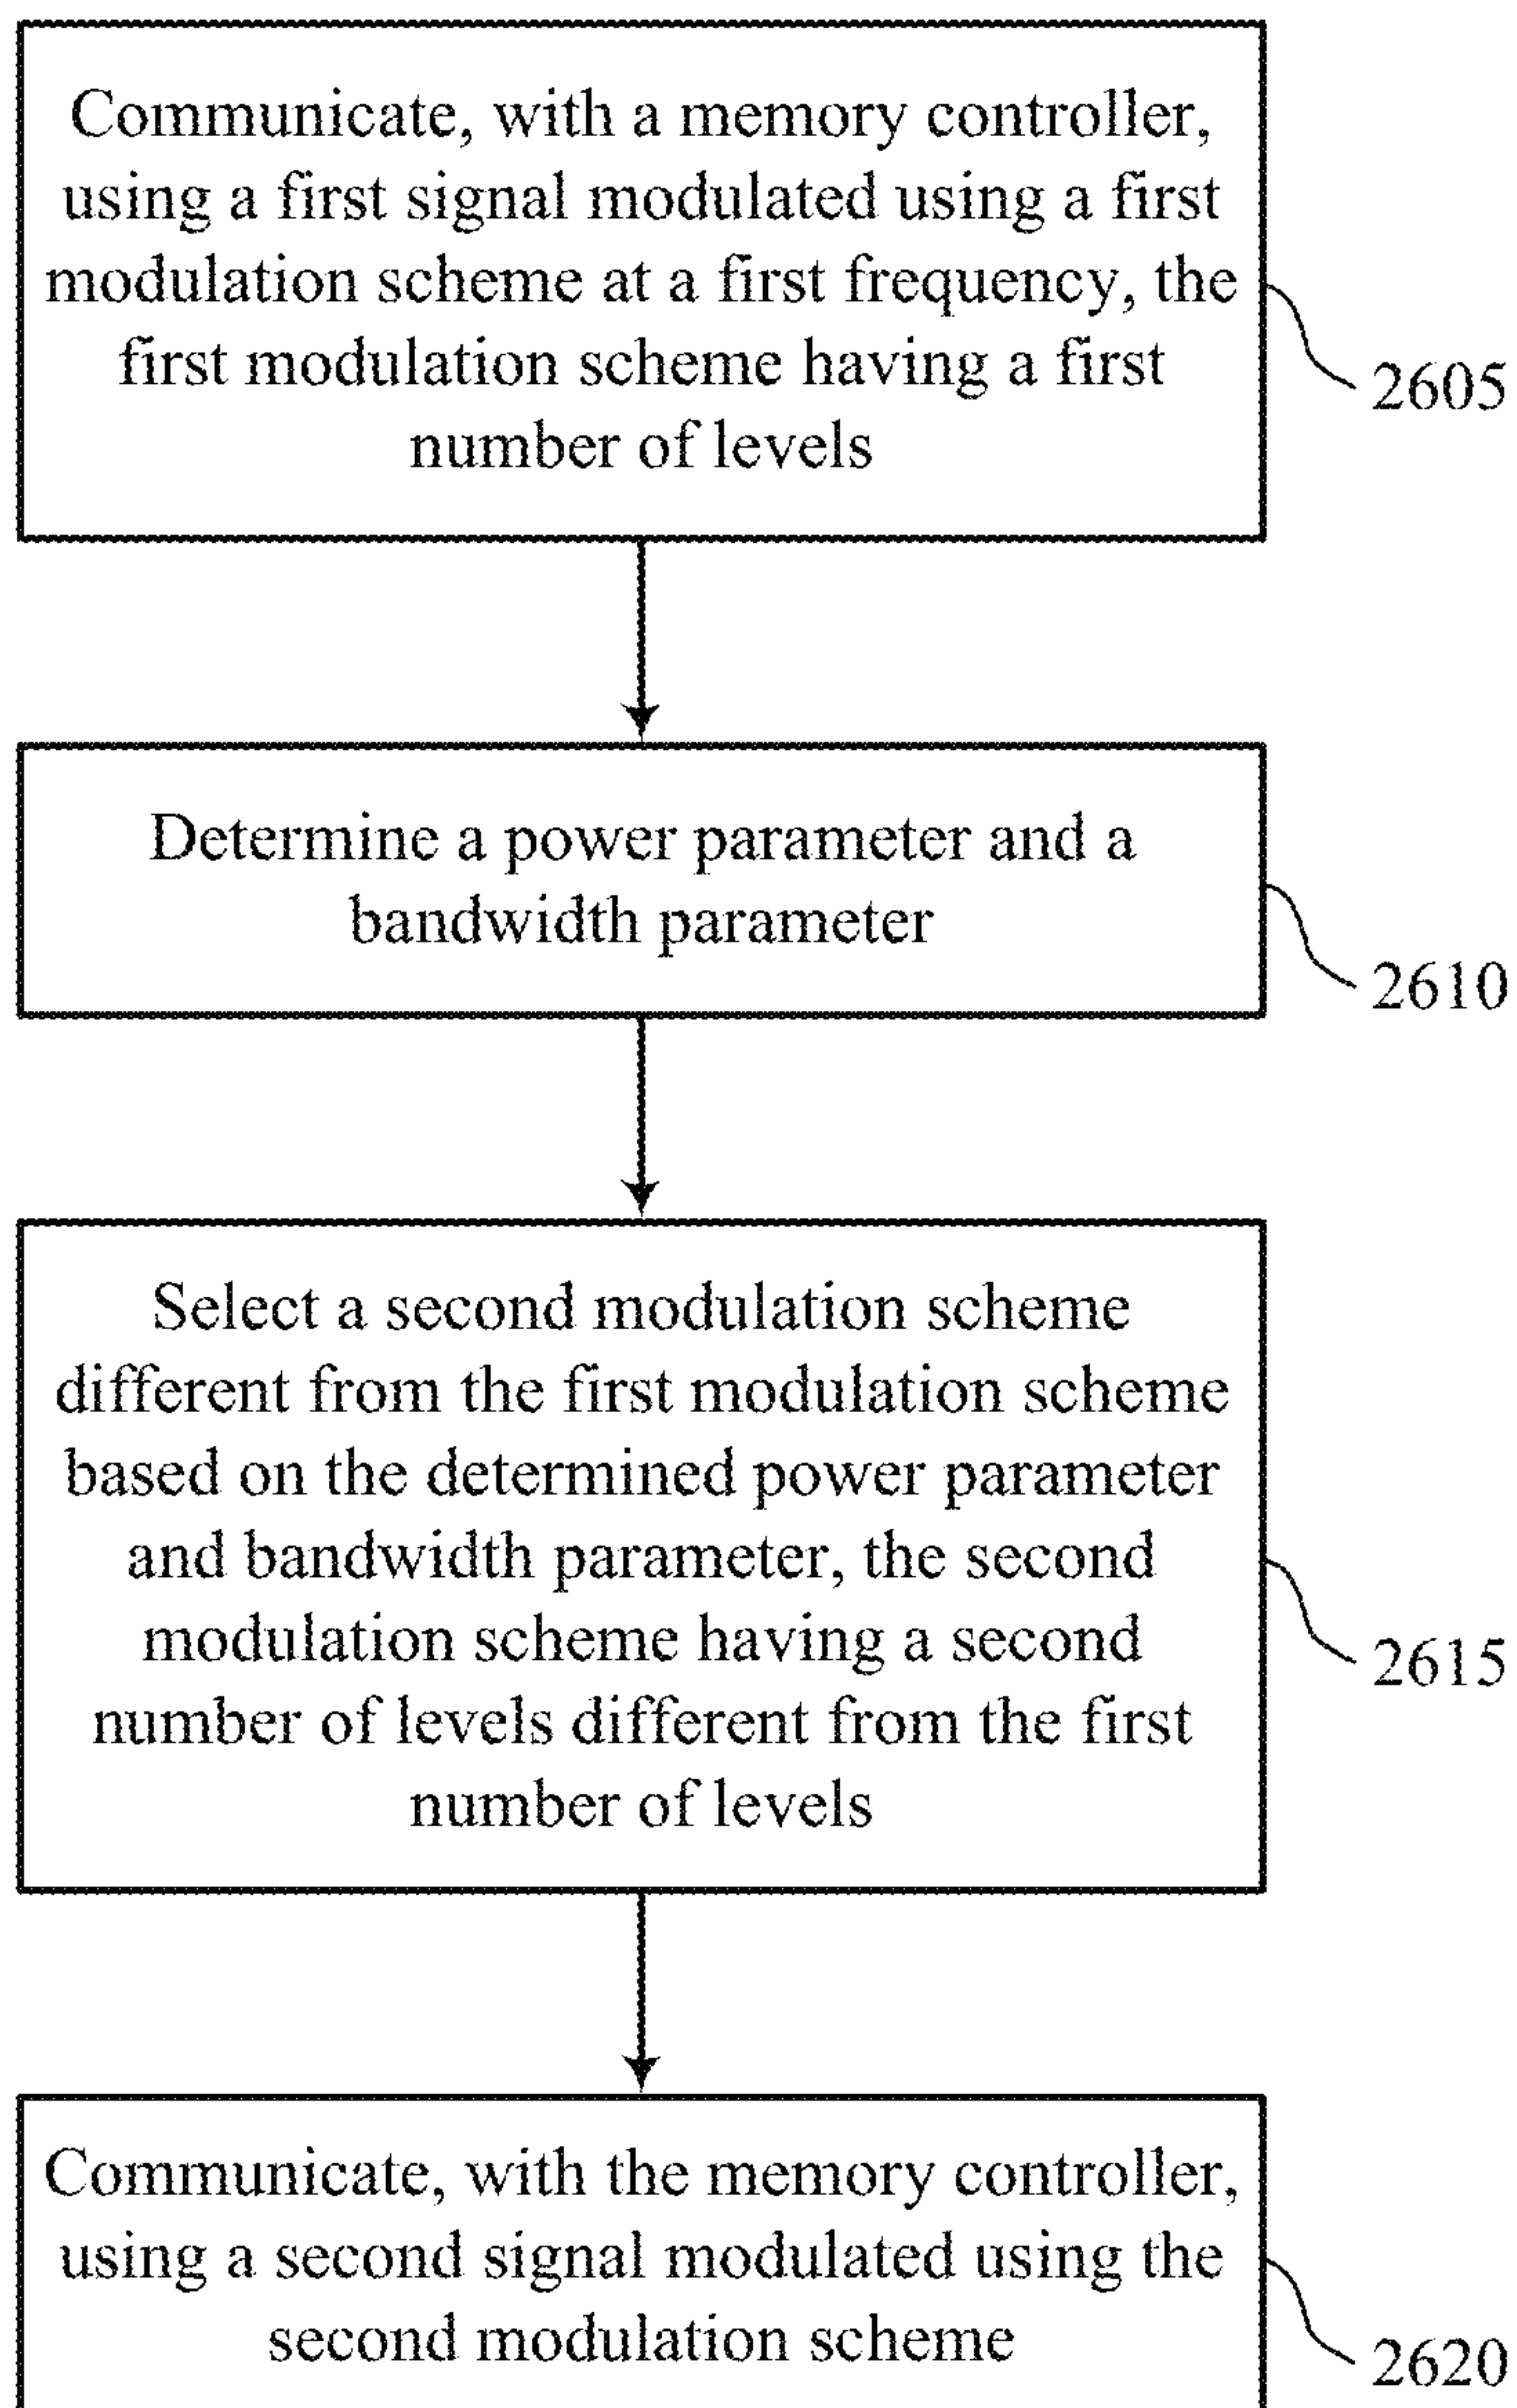 Communicate, with a memory controller,
using a first signal modulated using a first
modulation scheme at a first frequency, the
first modulation scheme having a first
number of levels
2605
Determine a power parameter and a
bandwidth parameter
2610
Select a second modulation scheme
different from the first modulation scheme
based on the determined power parameter
and bandwidth parameter, the second
modulation scheme having a second
number of levels different from the first
number of levels
2615
Communicate, with the memory controller,
using a second signal modulated using the
second modulation scheme
2620